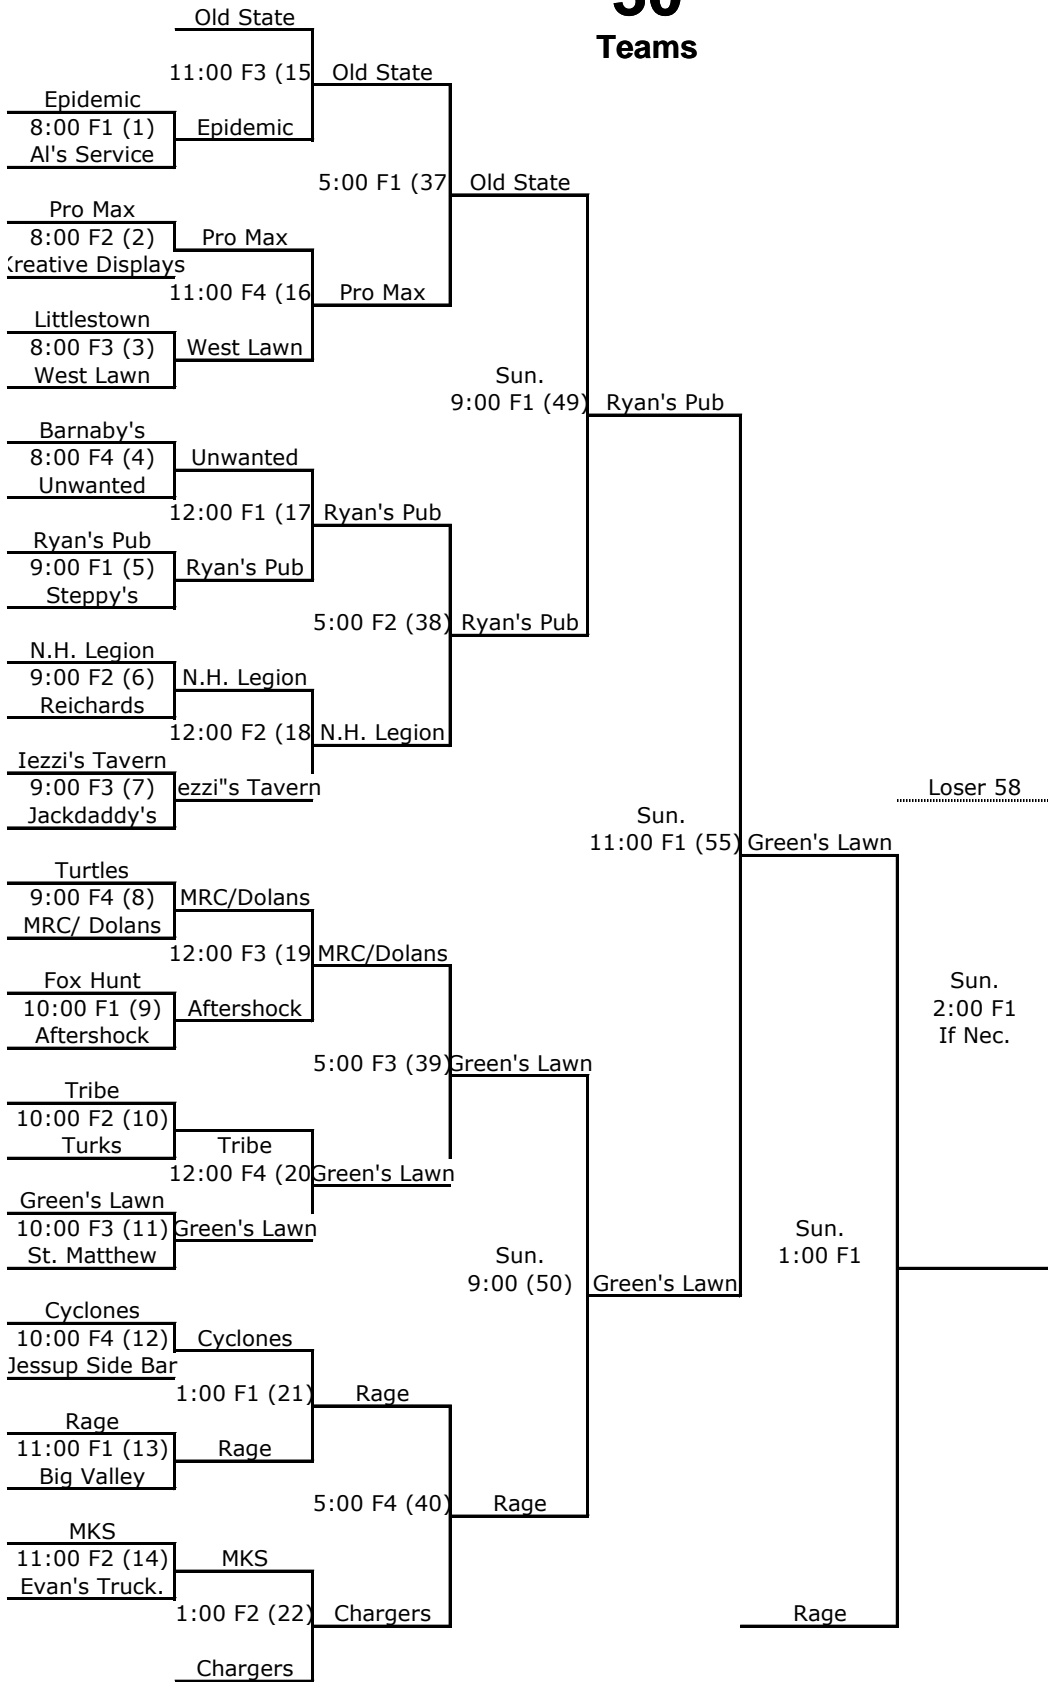 30
Teams
Old State
11:00 F3 (15
Old State
Epidemic
8:00 F1 (1)
Epidemic
Al's Service
5:00 F1 (37
Old State
Pro Max
8:00 F2 (2)
Pro Max
Kreative Displays
11:00 F4 (16
Pro Max
Littlestown
8:00 F3 (3)
West Lawn
West Lawn
Sun.
9:00 F1 (49)
Ryan's Pub
Barnaby's
8:00 F4 (4)
Unwanted
Unwanted
12:00 F1 (17
Ryan's Pub
Ryan's Pub
9:00 F1 (5)
Ryan's Pub
Steppy's
5:00 F2 (38)
Ryan's Pub
N.H. Legion
9:00 F2 (6)
N.H. Legion
Reichards
12:00 F2 (18
N.H. Legion
Iezzi's Tavern
9:00 F3 (7)
ezzi"s Tavern
Jackdaddy's
Loser 58
Sun.
11:00 F1 (55)
Green's Lawn
Turtles
9:00 F4 (8)
MRC/Dolans
MRC/ Dolans
12:00 F3 (19
MRC/Dolans
Fox Hunt
10:00 F1 (9)
Aftershock
Aftershock
Sun.
2:00 F1
If Nec.
5:00 F3 (39)
Green's Lawn
Tribe
10:00 F2 (10)
Turks
Tribe
12:00 F4 (20
Green's Lawn
Green's Lawn
10:00 F3 (11)
Green's Lawn
St. Matthew
Sun.
9:00 (50)
Green's Lawn
Sun.
1:00 F1
Cyclones
10:00 F4 (12)
Cyclones
Jessup Side Bar
1:00 F1 (21)
Rage
Rage
11:00 F1 (13)
Rage
Big Valley
5:00 F4 (40)
Rage
MKS
11:00 F2 (14)
MKS
Evan's Truck.
1:00 F2 (22)
Chargers
Rage
Chargers